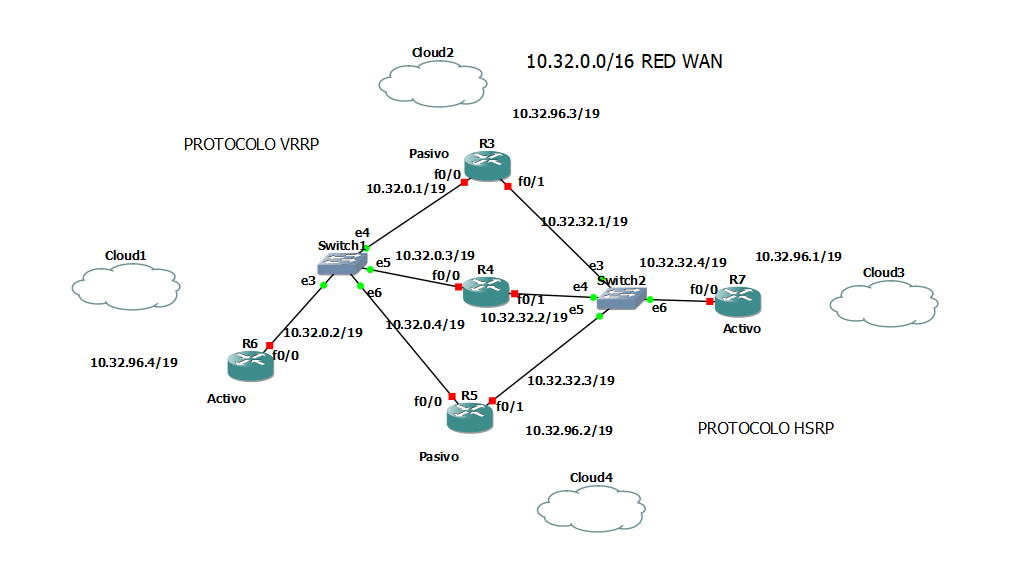 Cloud2
10.32.0.0/16 RED WAN
10.32.96.3/19
PROTOCOLO VRRP
R3
Pasivo
f0/0
f0/1
10.32.0.1/19
10.32.32.1/19
e4
Switch1
Cloud1
e5
10.32.0.3/19
R4
f0/0
e3
10.32.32.4/19
10.32.96.1/19
Cloud3
Switch2
R7
e3
e6
e4
f0/0
f0/1
10.32.32.2/19
e5
e6
Activo
10.32.0.2/19
10.32.0.4/19
R6
f0/0
10.32.96.4/19
Activo
10.32.32.3/19
R5
f0/0
f0/1
10.32.96.2/19
PROTOCOLO HSRP
Pasivo
Cloud4